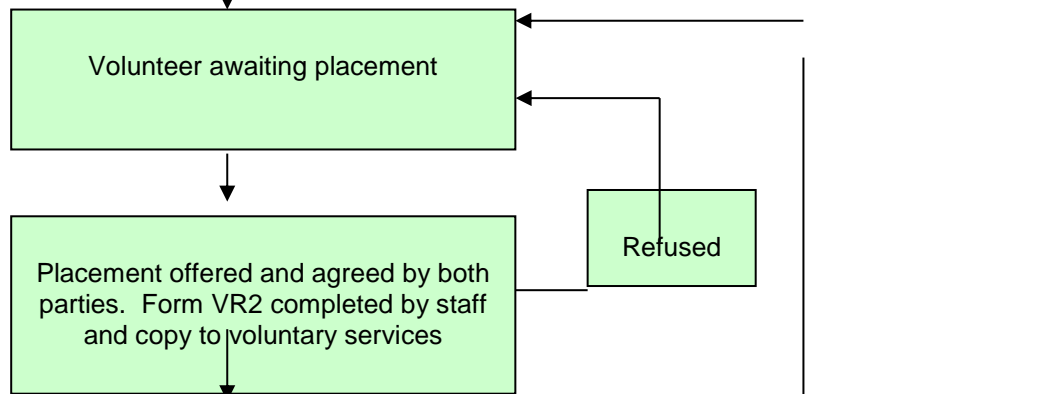 Volunteer awaiting placement
Refused
Placement offered and agreed by both
parties.  Form VR2 completed by staff
and copy to voluntary services